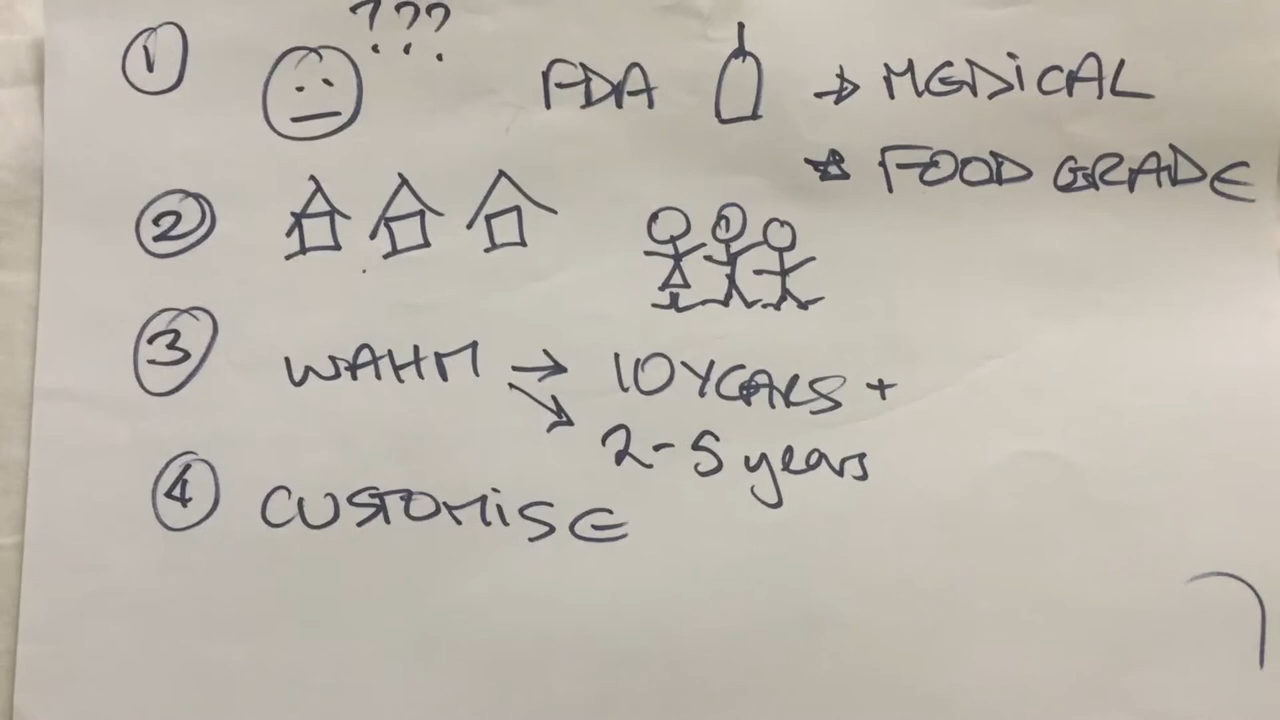 ① ???
FDA → MEDICAL
* FOOD GRADE
②
③ WAHM → 10 YEARS +
2-5 years
④ CUSTOMISE